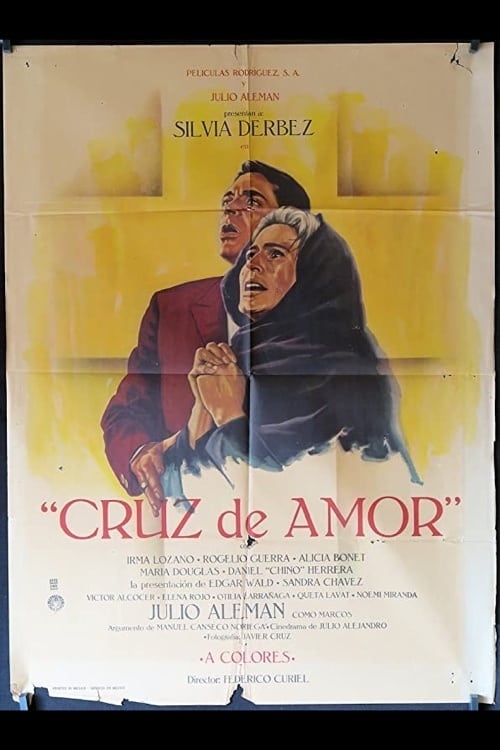 PELICULAS RODRIGUEZ, S. A.
Y
JULIO ALEMAN
presentan a:
SILVIA DERBEZ
en
"CRUZ de AMOR"
con
IRMA LOZANO • ROGELIO GUERRA • ALICIA BONET
MARIA DOUGLAS • DANIEL "CHINO" HERRERA
la presentación de EDGAR WALD • SANDRA CHAVEZ
VICTOR ALCOCER • ELENA ROJO • OTILIA LARRAÑAGA • QUETA LAVAT • NOEMI MIRANDA
JULIO ALEMAN COMO MARCOS
Argumento de MANUEL CANSECO NORIEGA • Cinedrama de JULIO ALEJANDRO
• Fotografía: JAVIER CRUZ
• A COLORES •
Director: FEDERICO CURIEL